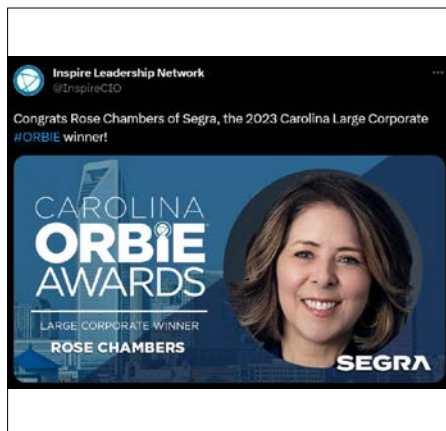 Inspire Leadership Network
@InspireCIO
Congrats Rose Chambers of Segra, the 2023 Carolina Large Corporate
#ORBIE winner!
CAROLINA
ORBIE
AWARDS
LARGE CORPORATE WINNER
ROSE CHAMBERS
SEGRA